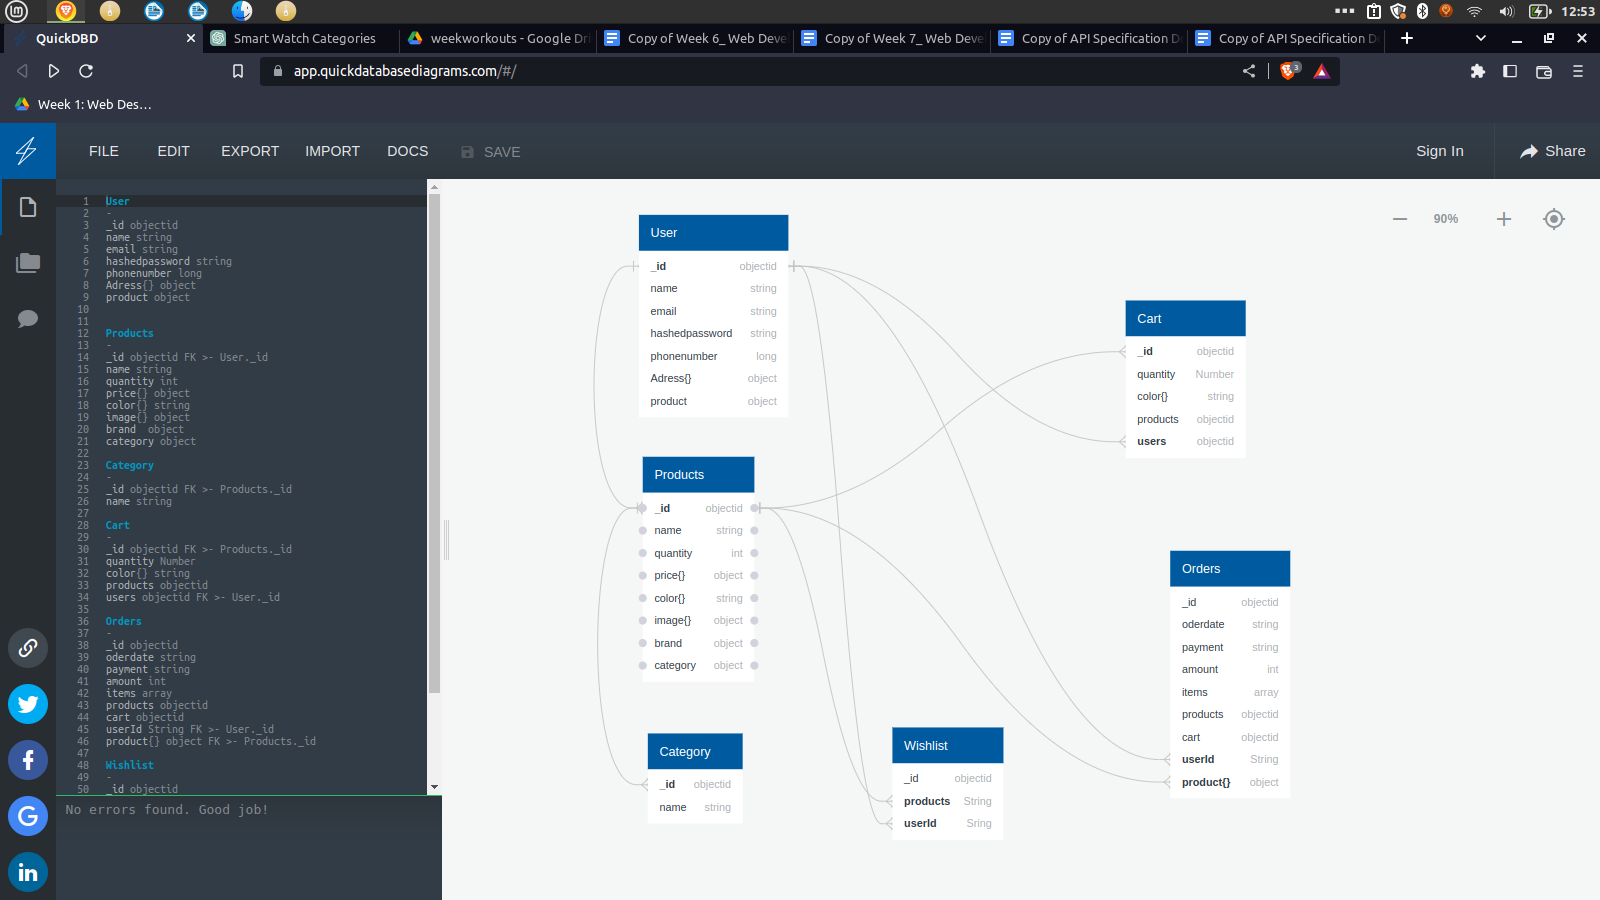 12:53
QuickDBD
Smart Watch Categories
weekworkouts - Google Dri
Copy of Week 6_ Web Deve
Copy of Week 7_ Web Deve
Copy of API Specification D
Copy of API Specification D
app.quickdatabasediagrams.com/#/
3
Week 1: Web Des...
FILE EDIT EXPORT IMPORT DOCS SAVE
Sign In
Share
1 User
2 -
3 _id objectid
4 name string
5 email string
6 hashedpassword string
7 phonenumber long
8 Adress{} object
9 product object
10
11
12 Products
13 -
14 _id objectid FK >- User._id
15 name string
16 quantity int
17 price{} object
18 color{} string
19 image{} object
20 brand  object
21 category object
22
23 Category
24 -
25 _id objectid FK >- Products._id
26 name string
27
28 Cart
29 -
30 _id objectid FK >- Products._id
31 quantity Number
32 color{} string
33 products objectid
34 users objectid FK >- User._id
35
36 Orders
37 -
38 _id objectid
39 oderdate string
40 payment string
41 amount int
42 items array
43 products objectid
44 cart objectid
45 userId String FK >- User._id
46 product{} object FK >- Products._id
47
48 Wishlist
49 -
50 _id objectid
No errors found. Good job!
90%
User
_id objectid
name string
email string
hashedpassword string
phonenumber long
Adress{} object
product object
Products
_id objectid
name string
quantity int
price{} object
color{} string
image{} object
brand object
category object
Category
_id objectid
name string
Cart
_id objectid
quantity Number
color{} string
products objectid
users objectid
Orders
_id objectid
oderdate string
payment string
amount int
items array
products objectid
cart objectid
userId String
product{} object
Wishlist
_id objectid
products String
userId Sring